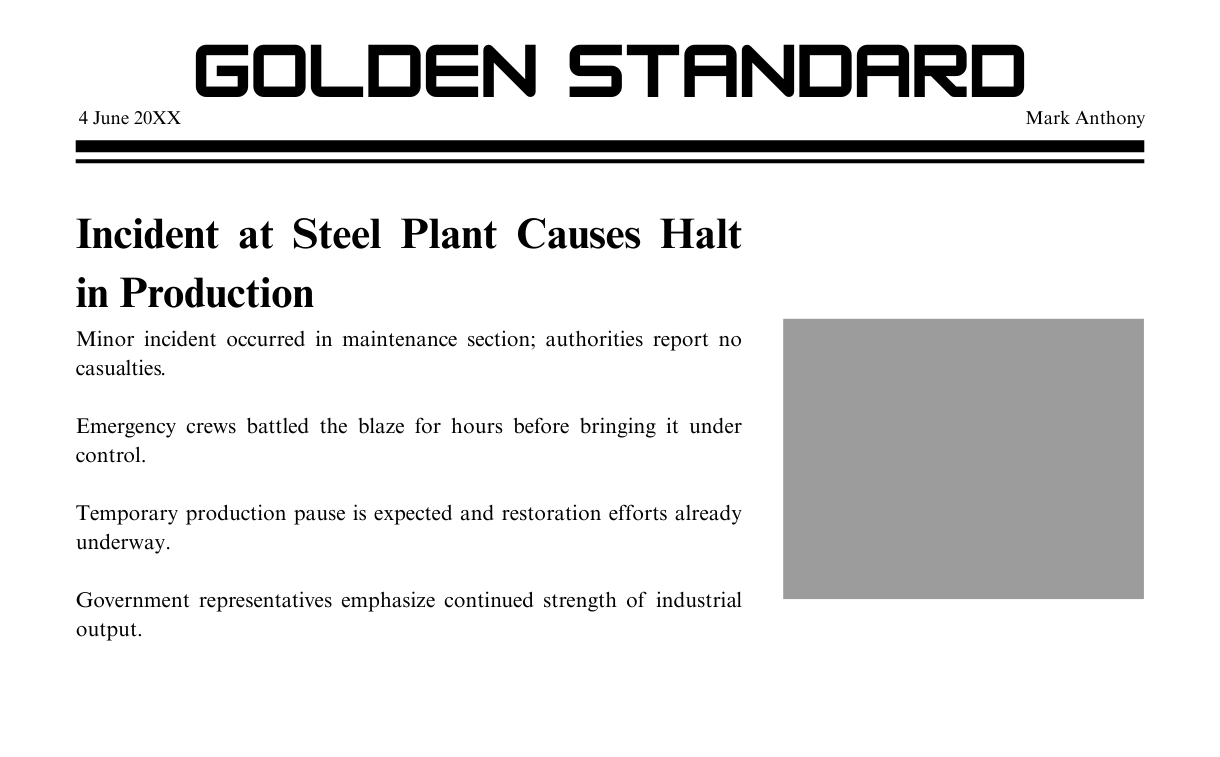 GOLDEN STANDARD
4 June 20XX
Mark Anthony
Incident at Steel Plant Causes Halt
in Production
Minor incident occurred in maintenance section; authorities report no
casualties.
Emergency crews battled the blaze for hours before bringing it under
control.
Temporary production pause is expected and restoration efforts already
underway.
Government representatives emphasize continued strength of industrial
output.